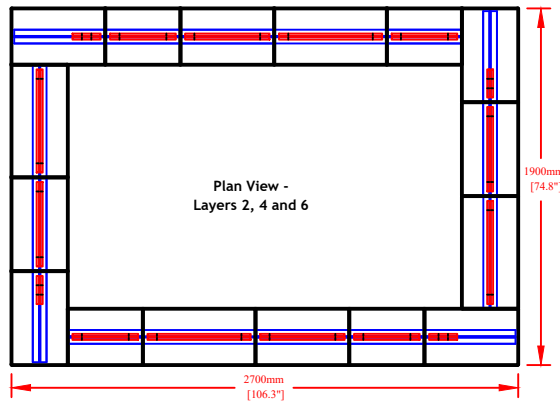 Plan View -
Layers 2, 4 and 6
1900mm
[74.8"]
2700mm
[106.3"]